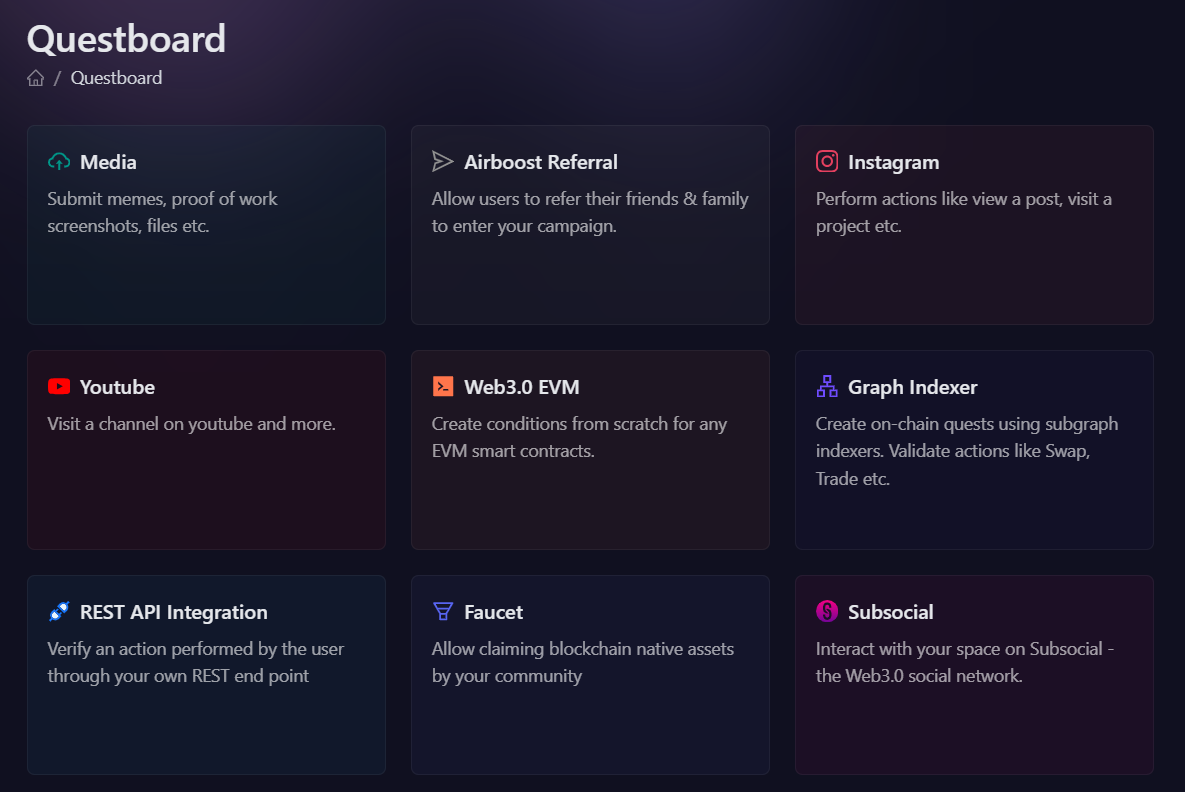 Questboard
/ Questboard
Media
Submit memes, proof of work
screenshots, files etc.
Airboost Referral
Allow users to refer their friends & family
to enter your campaign.
Instagram
Perform actions like view a post, visit a
project etc.
Youtube
Visit a channel on youtube and more.
Web3.0 EVM
Create conditions from scratch for any
EVM smart contracts.
Graph Indexer
Create on-chain quests using subgraph
indexers. Validate actions like Swap,
Trade etc.
REST API Integration
Verify an action performed by the user
through your own REST end point
Faucet
Allow claiming blockchain native assets
by your community
Subsocial
Interact with your space on Subsocial -
the Web3.0 social network.